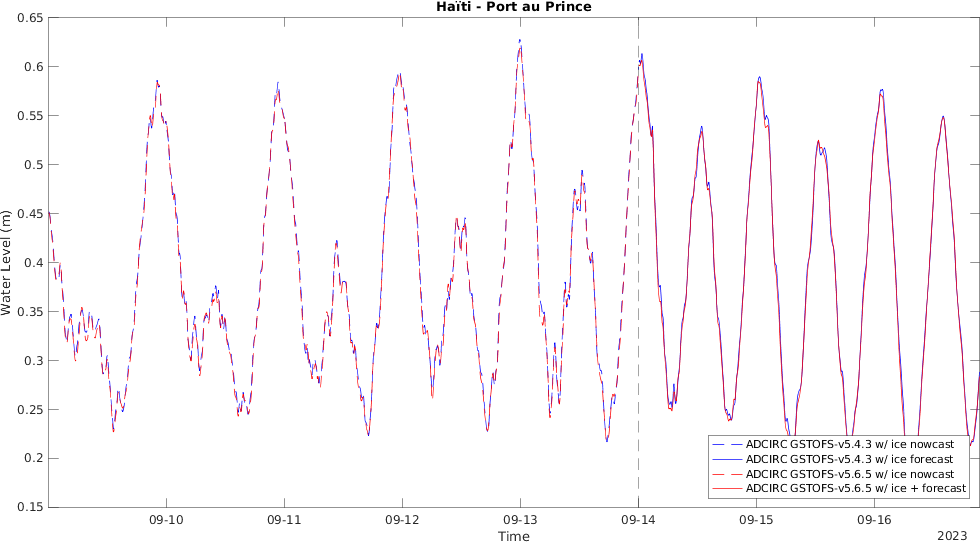 Haïti - Port au Prince
0.65
0.6
0.55
0.5
0.45
0.4
0.35
0.3
0.25
0.2
0.15
Water Level (m)
ADCIRC GSTOFS-v5.4.3 w/ ice nowcast
ADCIRC GSTOFS-v5.4.3 w/ ice forecast
ADCIRC GSTOFS-v5.6.5 w/ ice nowcast
ADCIRC GSTOFS-v5.6.5 w/ ice + forecast
09-10 09-11 09-12 09-13 09-14 09-15 09-16
Time
2023